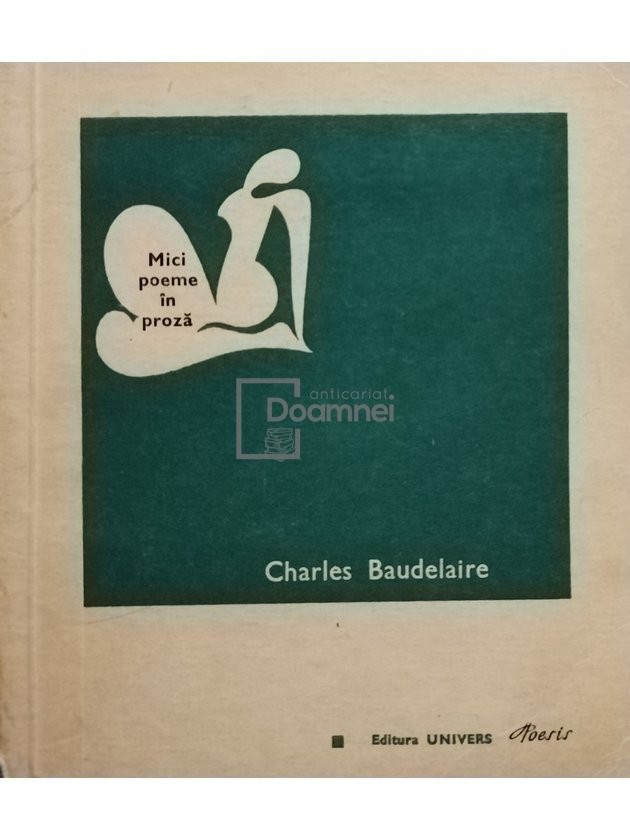 Mici
poeme
în
proză
anticariat
Doamnei
Charles Baudelaire
Editura UNIVERS Poesis